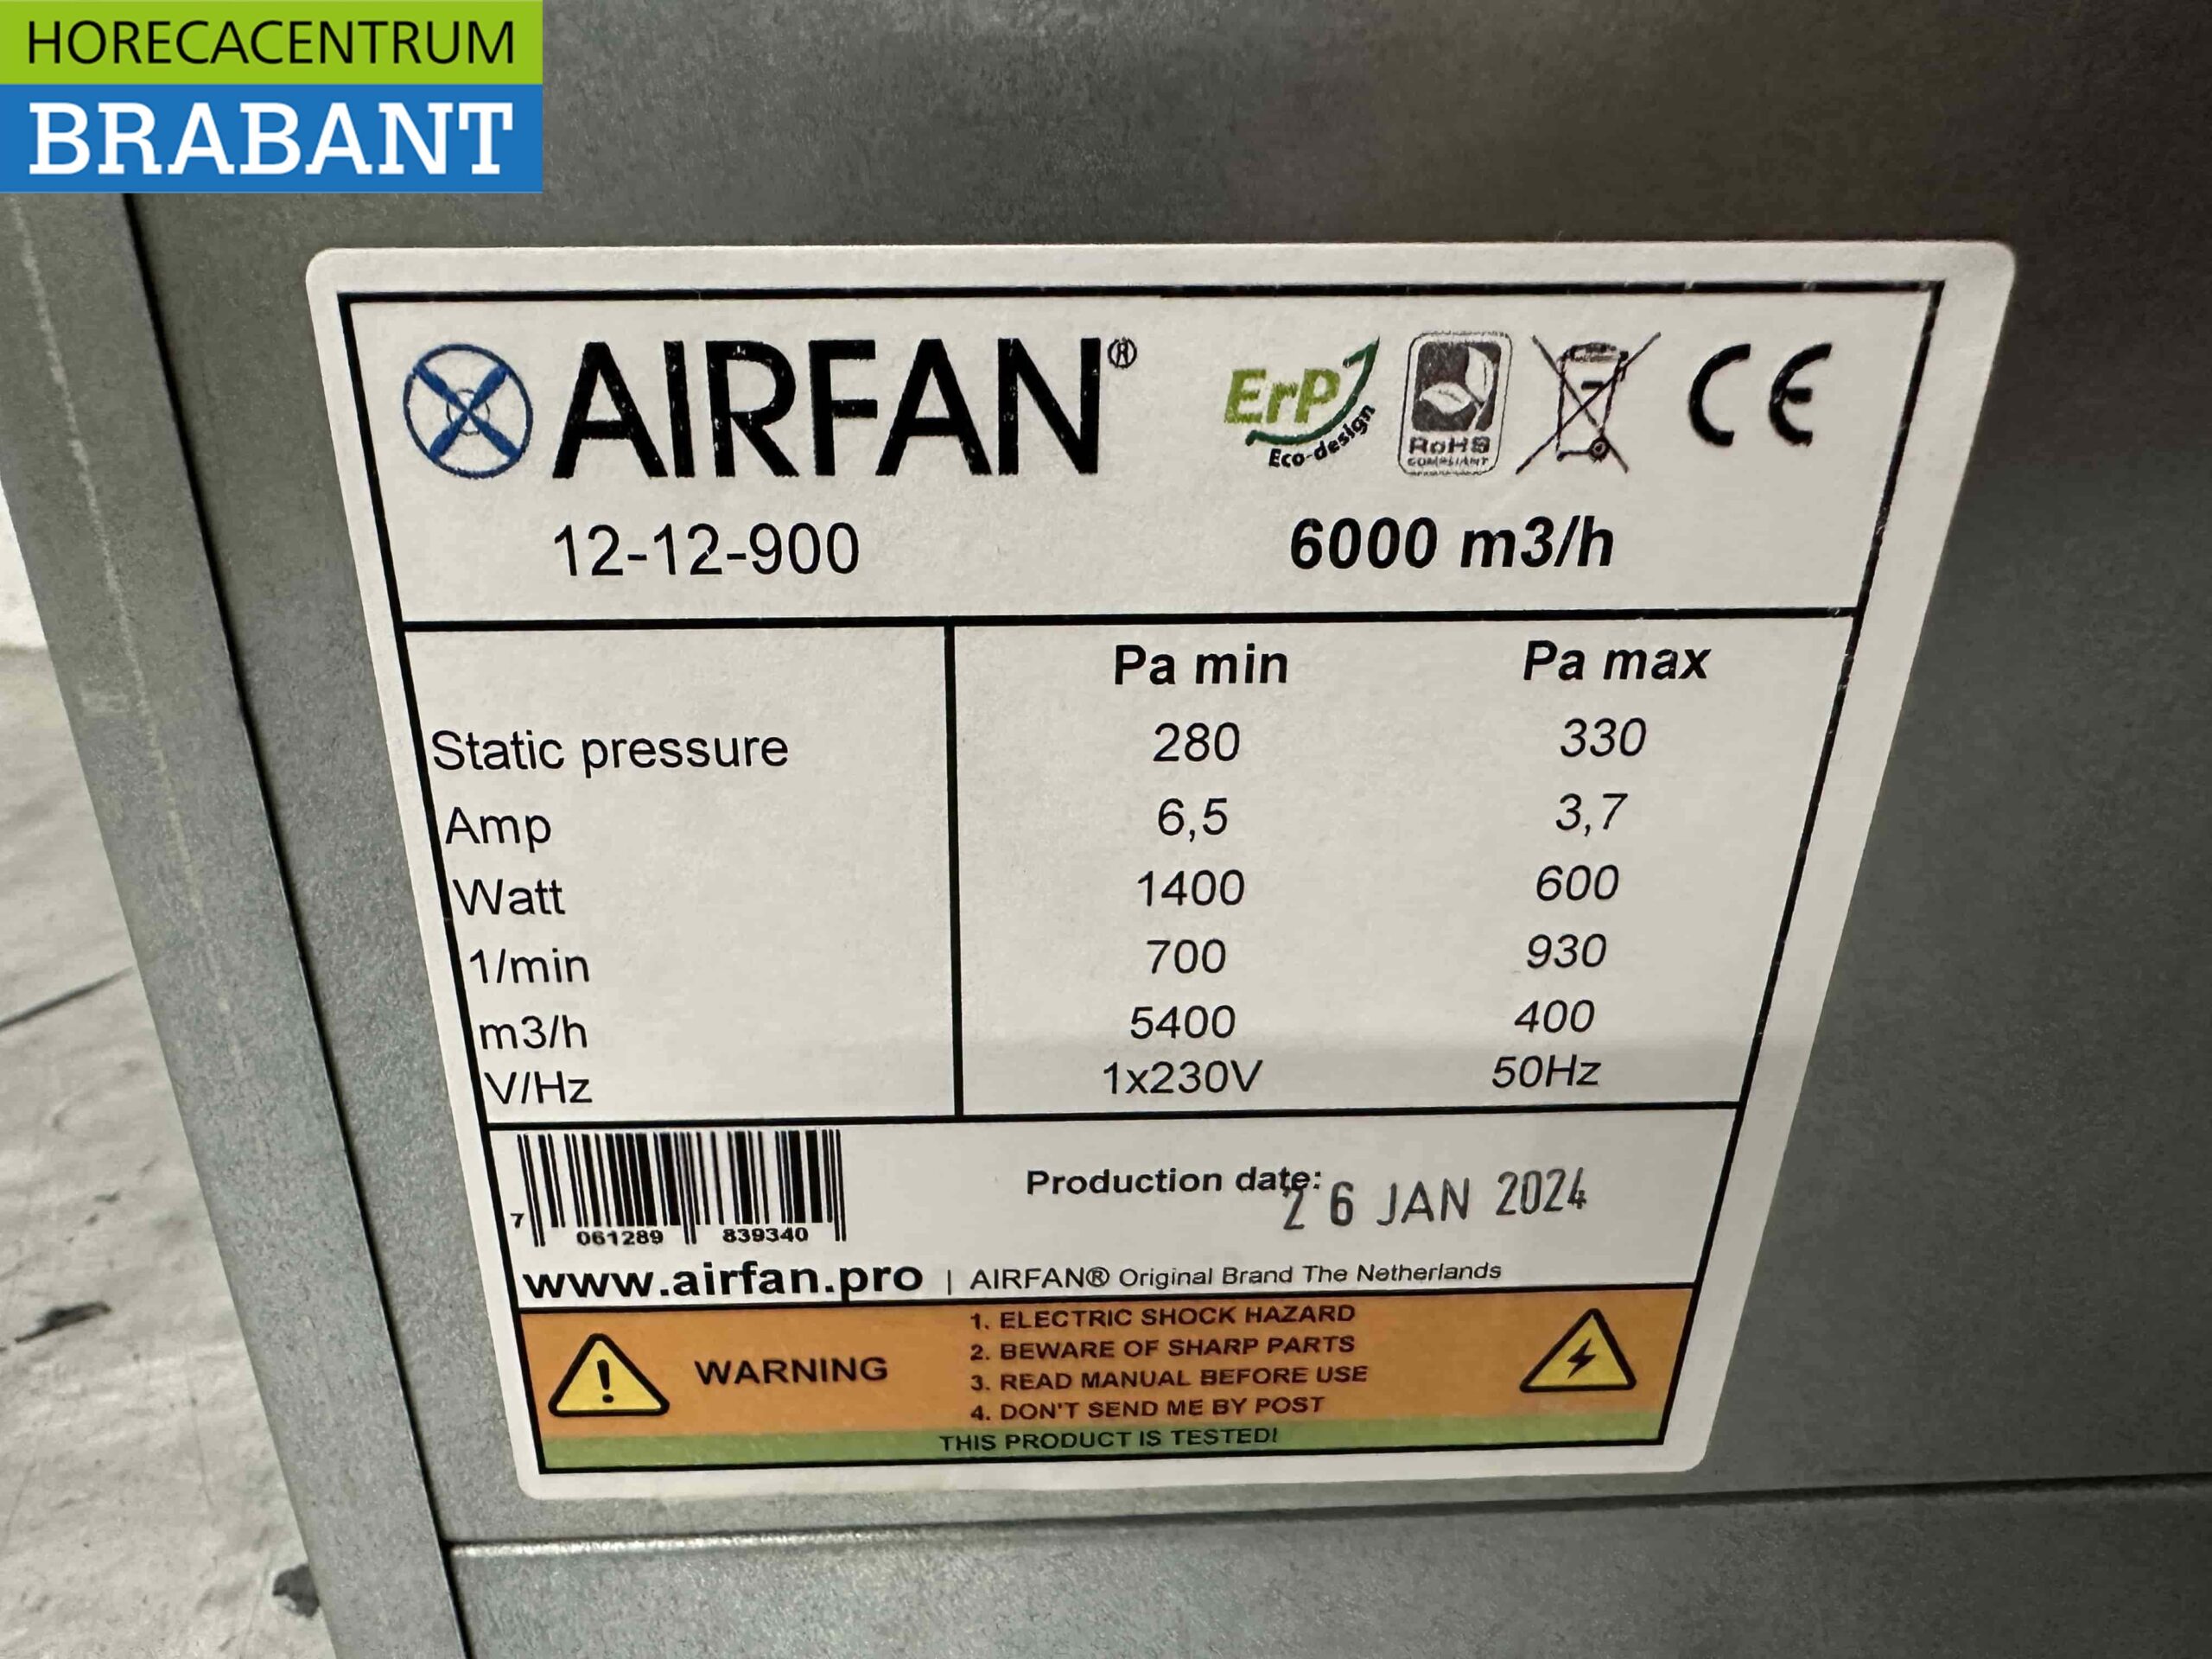 HORECACENTRUM
BRABANT
AIRFAN®
ErP
Eco-design
RoHS
COMPLIANT
CE
12-12-900 6000 m3/h
Pa min Pa max
Static pressure 280 330
Amp 6,5 3,7
Watt 1400 600
1/min 700 930
m3/h 5400 400
V/Hz 1x230V 50Hz
7 061289 839340
Production date: 26 JAN 2024
www.airfan.pro | AIRFAN® Original Brand The Netherlands
WARNING
1. ELECTRIC SHOCK HAZARD
2. BEWARE OF SHARP PARTS
3. READ MANUAL BEFORE USE
4. DON'T SEND ME BY POST
THIS PRODUCT IS TESTED!